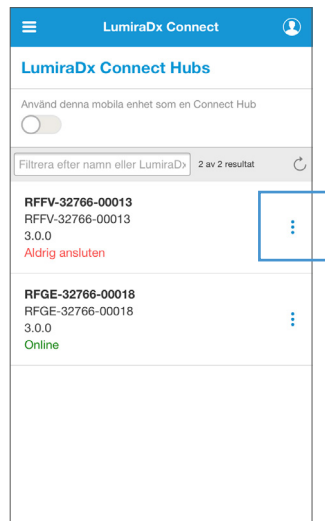 LumiraDx Connect
LumiraDx Connect Hubs
Använd denna mobila enhet som en Connect Hub
Filtrera efter namn eller LumiraDx
2 av 2 resultat
RFFV-32766-00013
RFFV-32766-00013
3.0.0
Aldrig ansluten
RFGE-32766-00018
RFGE-32766-00018
3.0.0
Online